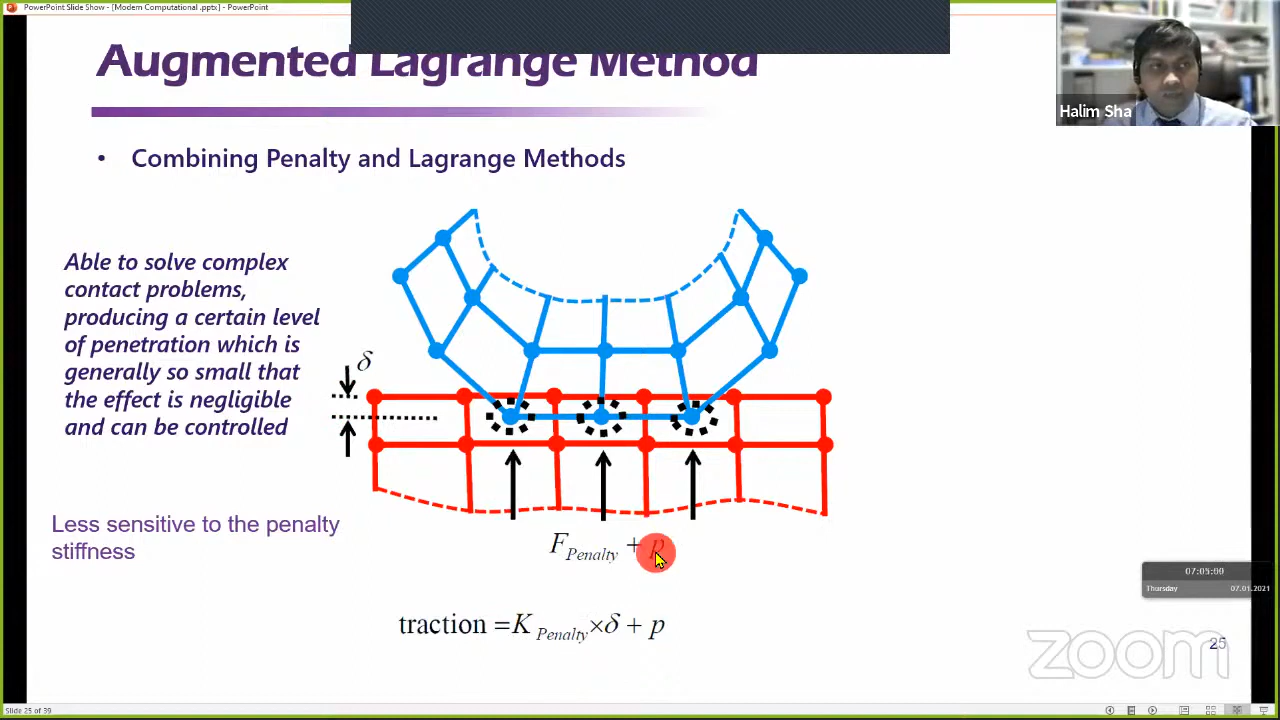 PowerPoint Slide Show - [Modern Computational .pptx] - PowerPoint
Augmented Lagrange Method
Halim Sha
• Combining Penalty and Lagrange Methods
Able to solve complex
contact problems,
producing a certain level
of penetration which is
generally so small that
the effect is negligible
and can be controlled
δ
Less sensitive to the penalty
stiffness
F Penalty + p
traction =K Penalty×δ + p
07:05:00
Thursday 07.01.2021
25
zoom
Slide 25 of 39